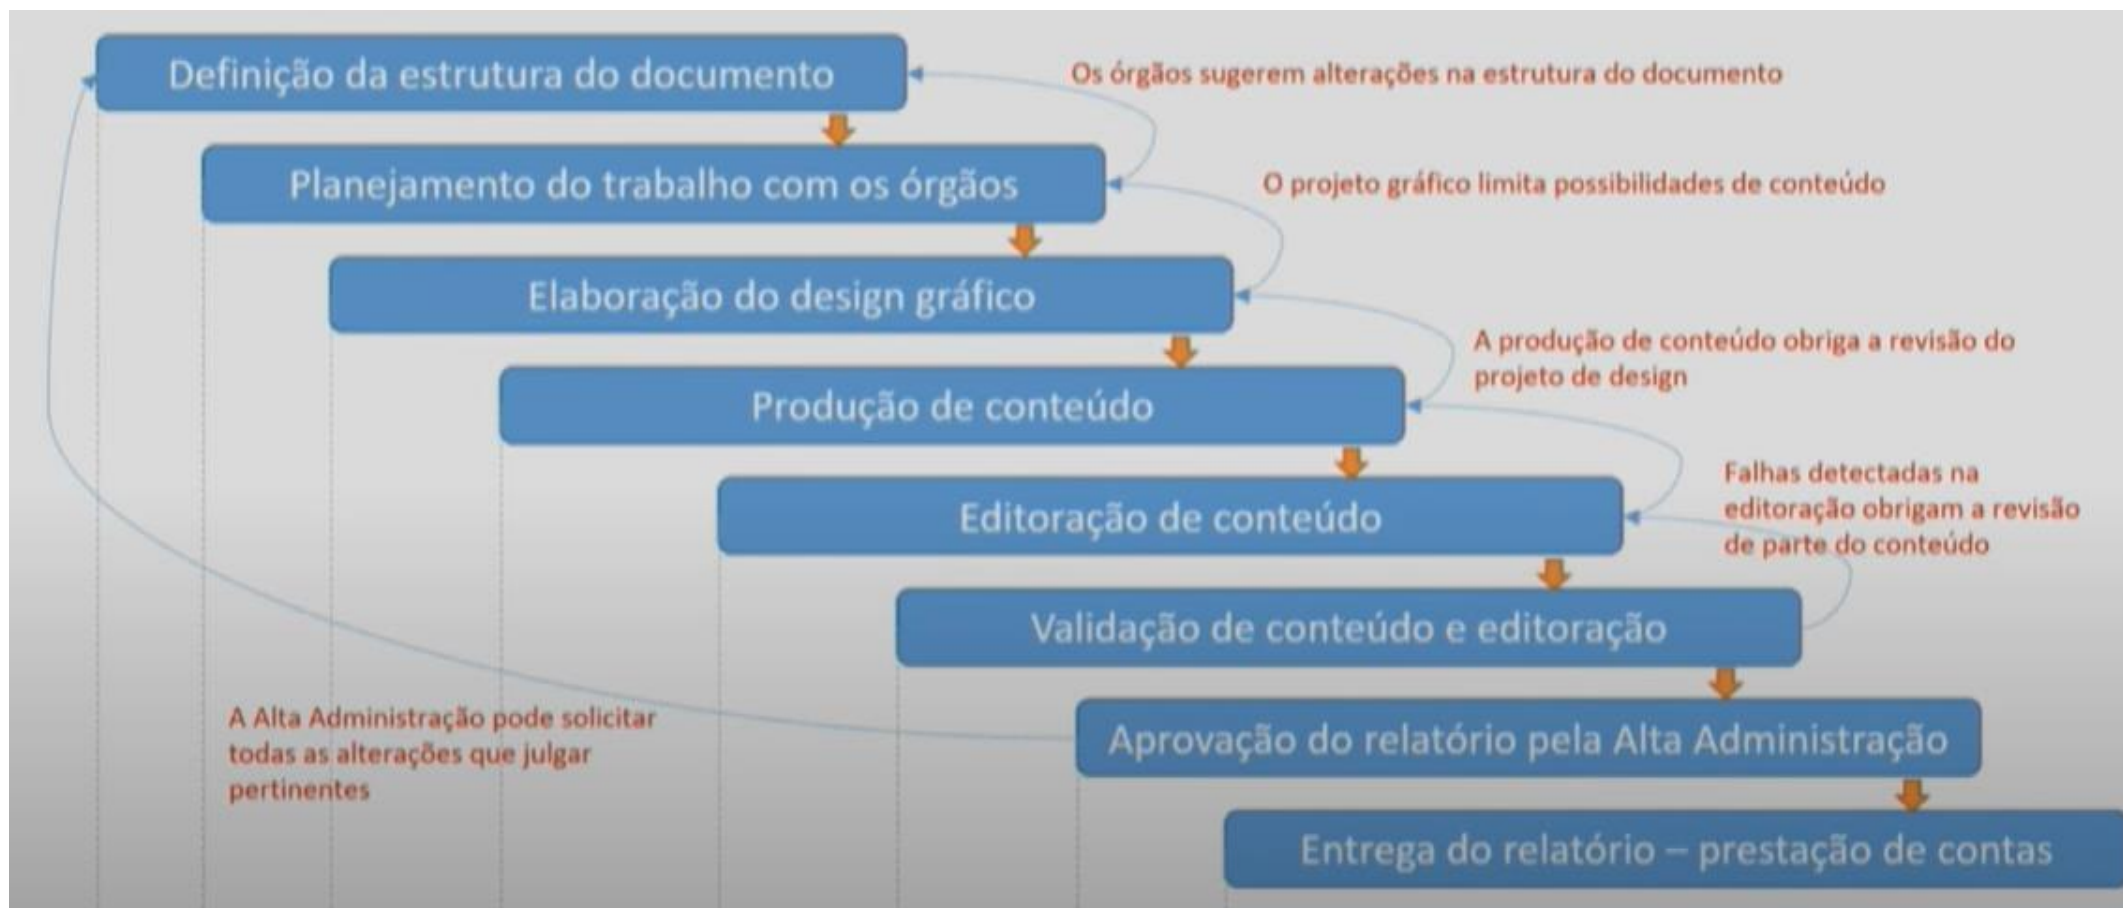 Definição da estrutura do documento
Os órgãos sugerem alterações na estrutura do documento
Planejamento do trabalho com os órgãos
O projeto gráfico limita possibilidades de conteúdo
Elaboração do design gráfico
A produção de conteúdo obriga a revisão do
projeto de design
Produção de conteúdo
Falhas detectadas na
editoração obrigam a revisão
de parte do conteúdo
Editoração de conteúdo
Validação de conteúdo e editoração
A Alta Administração pode solicitar
todas as alterações que julgar
pertinentes
Aprovação do relatório pela Alta Administração
Entrega do relatório – prestação de contas